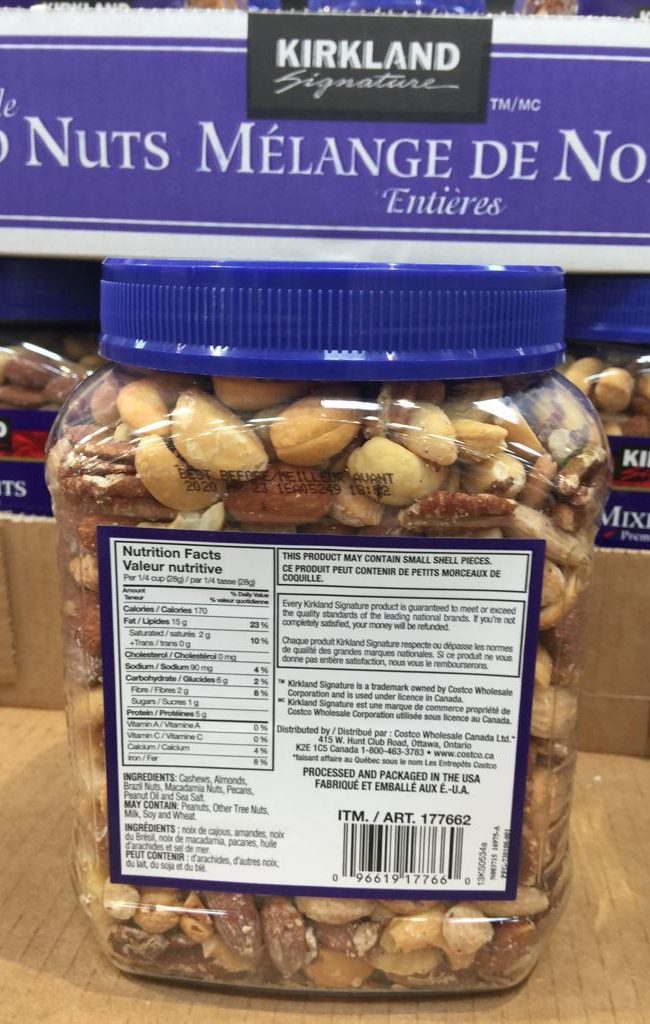 KIRKLAND
Signature
TM/MC
NUTS MÉLANGE DE NO
Entières
BEST BEFORE/MEILLEUR AVANT
2020 23 1EA05249 18:02
Nutrition Facts
Valeur nutritive
Per 1/4 cup (28g) / par 1/4 tasse (28g)
Amount % Daily Value
Teneur % valeur quotidienne
Calories / Calories 170
Fat / Lipides 15 g 23 %
Saturated / saturés 2 g
+Trans / trans 0 g 10 %
Cholesterol / Cholestérol 0 mg
Sodium / Sodium 90 mg 4 %
Carbohydrate / Glucides 6 g 2 %
Fibre / Fibres 2 g 8 %
Sugars / Sucres 1 g
Protein / Protéines 5 g
Vitamin A / Vitamine A 0 %
Vitamin C / Vitamine C 0 %
Calcium / Calcium 4 %
Iron / Fer 8 %
INGREDIENTS: Cashews, Almonds,
Brazil Nuts, Macadamia Nuts, Pecans,
Peanut Oil and Sea Salt.
MAY CONTAIN: Peanuts, Other Tree Nuts,
Milk, Soy and Wheat.
INGRÉDIENTS : noix de cajous, amandes, noix
du Brésil, noix de macadamia, pacanes, huile
d'arachides et sel de mer.
PEUT CONTENIR : d'arachides, d'autres noix,
du lait, du soja et du blé.
THIS PRODUCT MAY CONTAIN SMALL SHELL PIECES.
CE PRODUIT PEUT CONTENIR DE PETITS MORCEAUX DE
COQUILLE.
Every Kirkland Signature product is guaranteed to meet or exceed
the quality standards of the leading national brands. If you're not
completely satisfied, your money will be refunded.
Chaque produit Kirkland Signature respecte ou dépasse les normes
de qualité des grandes marques nationales. Si ce produit ne vous
donne pas entière satisfaction, nous vous le rembourserons.
TM Kirkland Signature is a trademark owned by Costco Wholesale
Corporation and is used under licence in Canada.
MC Kirkland Signature est une marque de commerce propriété de
Costco Wholesale Corporation utilisée sous licence au Canada.
Distributed by / Distribué par : Costco Wholesale Canada Ltd.*
415 W. Hunt Club Road, Ottawa, Ontario
K2E 1C5 Canada 1-800-463-3783 • www.costco.ca
*faisant affaire au Québec sous le nom Les Entrepôts Costco
PROCESSED AND PACKAGED IN THE USA
FABRIQUÉ ET EMBALLÉ AUX É.-U.A.
ITM. / ART. 177662
0 96619 17766 0
13KS0534a
KI
MIX
Prem
TS